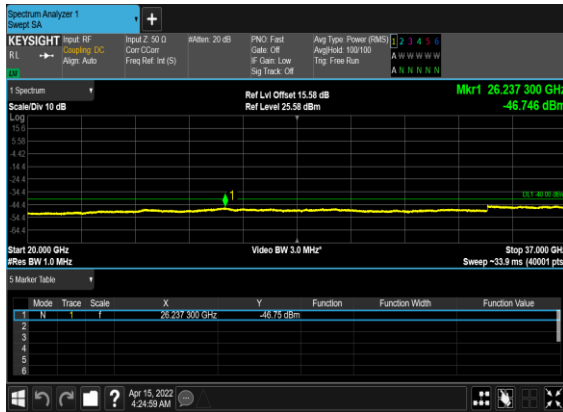 Spectrum Analyzer 1
Swept SA
KEYSIGHT
RL
Input: RF
Coupling: DC
Align: Auto
Input Z: 50 Ω
Corr CCorr
Freq Ref: Int (S)
#Atten: 20 dB
PNO: Fast
Gate: Off
IF Gain: Low
Sig Track: Off
Avg Type: Power (RMS)
Avg|Hold: 100/100
Trig: Free Run
1 2 3 4 5 6
A W W W W W
A N N N N N
1 Spectrum
Scale/Div 10 dB
Ref Lvl Offset 15.58 dB
Ref Level 25.58 dBm
Mkr1 26.237 300 GHz
-46.746 dBm
Log
15.6
5.58
-4.42
-14.4
-24.4
-34.4
-44.4
-54.4
-64.4
1
DL1 -40.00 dBm
Start 20.000 GHz
#Res BW 1.0 MHz
Video BW 3.0 MHz*
Stop 37.000 GHz
Sweep ~33.9 ms (40001 pts)
5 Marker Table
Mode Trace Scale X Y Function Function Width Function Value
1 N 1 f 26.237 300 GHz -46.75 dBm
2
3
4
5
6
?
Apr 15, 2022
4:24:59 AM